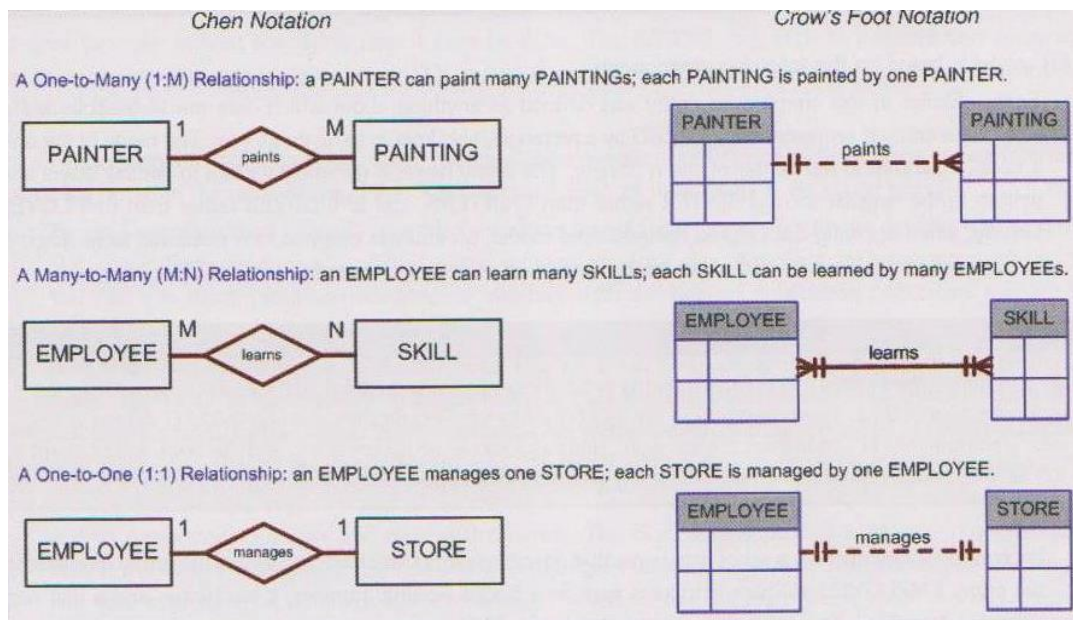 Chen Notation
Crow's Foot Notation
A One-to-Many (1:M) Relationship: a PAINTER can paint many PAINTINGs; each PAINTING is painted by one PAINTER.
1 M
PAINTER paints PAINTING
PAINTER PAINTING
paints
A Many-to-Many (M:N) Relationship: an EMPLOYEE can learn many SKILLs; each SKILL can be learned by many EMPLOYEEs.
M N
EMPLOYEE learns SKILL
EMPLOYEE SKILL
learns
A One-to-One (1:1) Relationship: an EMPLOYEE manages one STORE; each STORE is managed by one EMPLOYEE.
1 1
EMPLOYEE manages STORE
EMPLOYEE STORE
manages